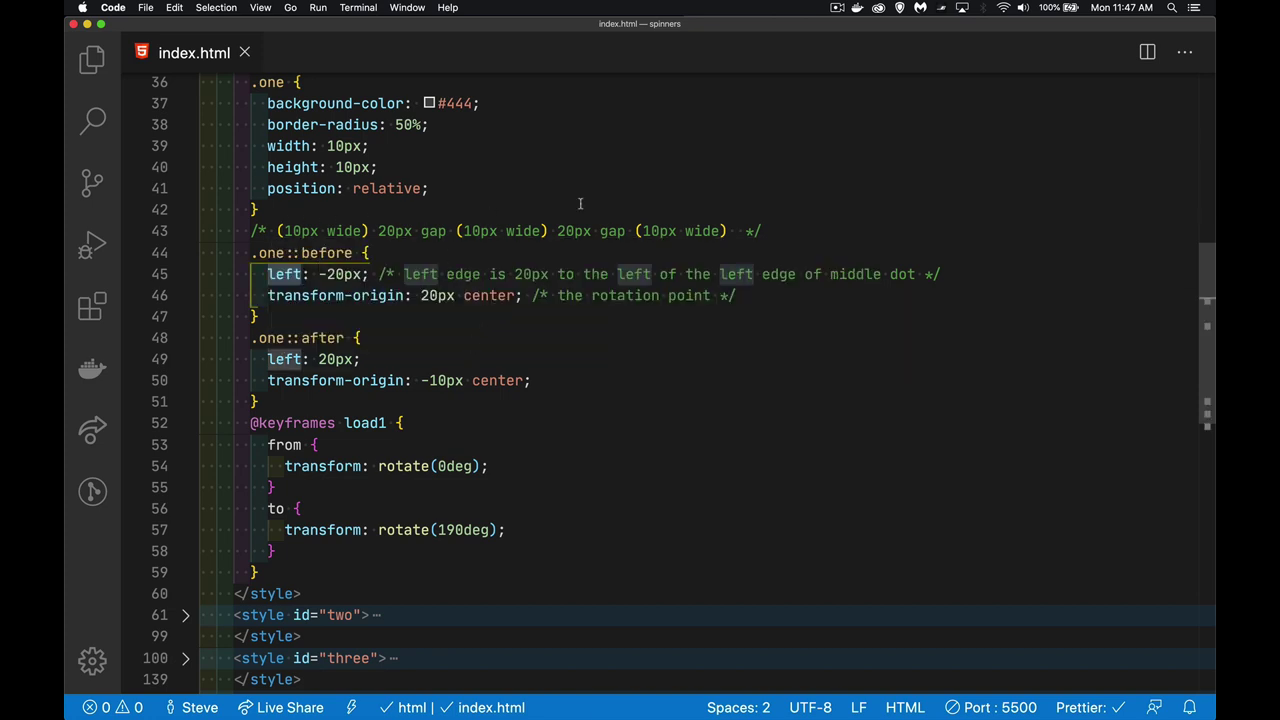 Code File Edit Selection View Go Run Terminal Window Help 100% Mon 11:47 AM
index.html — spinners
index.html
36 .one {
37 background-color: #444;
38 border-radius: 50%;
39 width: 10px;
40 height: 10px;
41 position: relative;
42 }
43 /* (10px wide) 20px gap (10px wide) 20px gap (10px wide)  */
44 .one::before {
45 left: -20px; /* left edge is 20px to the left of the left edge of middle dot */
46 transform-origin: 20px center; /* the rotation point */
47 }
48 .one::after {
49 left: 20px;
50 transform-origin: -10px center;
51 }
52 @keyframes load1 {
53 from {
54 transform: rotate(0deg);
55 }
56 to {
57 transform: rotate(190deg);
58 }
59 }
60 </style>
61 <style id="two">
99 </style>
100 <style id="three">
139 </style>
0 0 Steve Live Share html | index.html Spaces: 2 UTF-8 LF HTML Port : 5500 Prettier: